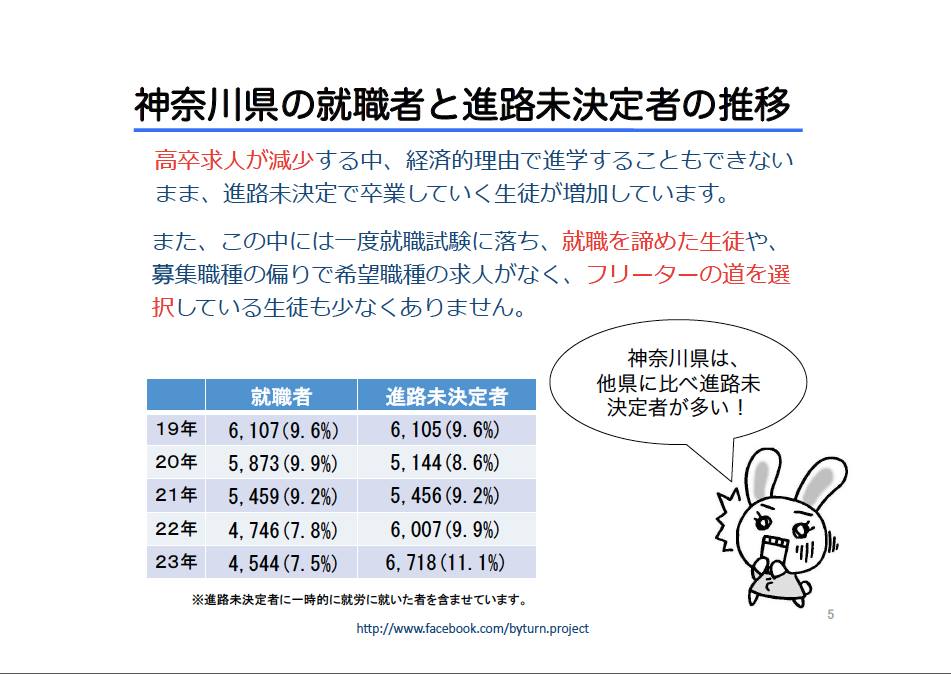 神奈川県の就職者と進路未決定者の推移
高卒求人が減少する中、経済的理由で進学することもできない
まま、進路未決定で卒業していく生徒が増加しています。
また、この中には一度就職試験に落ち、就職を諦めた生徒や、
募集職種の偏りで希望職種の求人がなく、フリーターの道を選
択している生徒も少なくありません。
神奈川県は、
他県に比べ進路未
決定者が多い！
就職者 進路未決定者
19年 6,107(9.6%) 6,105(9.6%)
20年 5,873(9.9%) 5,144(8.6%)
21年 5,459(9.2%) 5,456(9.2%)
22年 4,746(7.8%) 6,007(9.9%)
23年 4,544(7.5%) 6,718(11.1%)
※進路未決定者に一時的に就労に就いた者を含ませています。
http://www.facebook.com/byturn.project
5